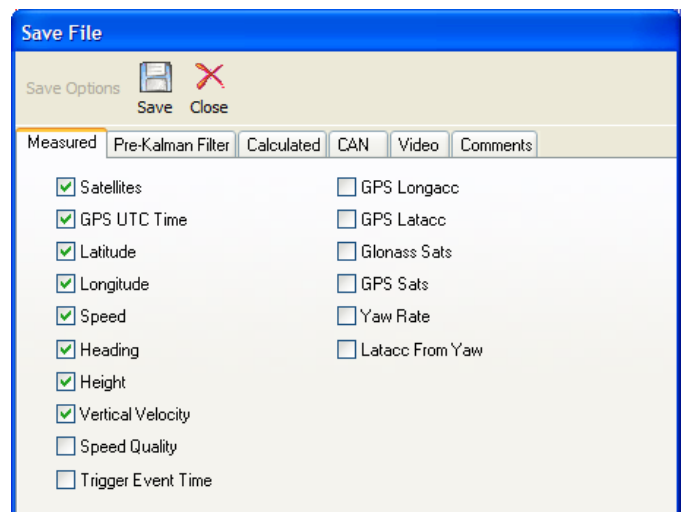 Save File
Save Options
Save
Close
Measured
Pre-Kalman Filter
Calculated
CAN
Video
Comments
Satellites
GPS UTC Time
Latitude
Longitude
Speed
Heading
Height
Vertical Velocity
Speed Quality
Trigger Event Time
GPS Longacc
GPS Latacc
Glonass Sats
GPS Sats
Yaw Rate
Latacc From Yaw